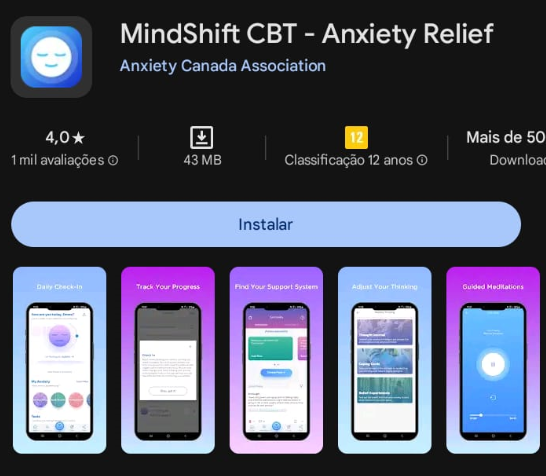 MindShift CBT - Anxiety Relief
Anxiety Canada Association
4,0★
1 mil avaliações
43 MB
12
Classificação 12 anos
Mais de 50
Downloa
Instalar
Daily Check-In
Track Your Progress
Find Your Support System
Adjust Your Thinking
Guided Meditations